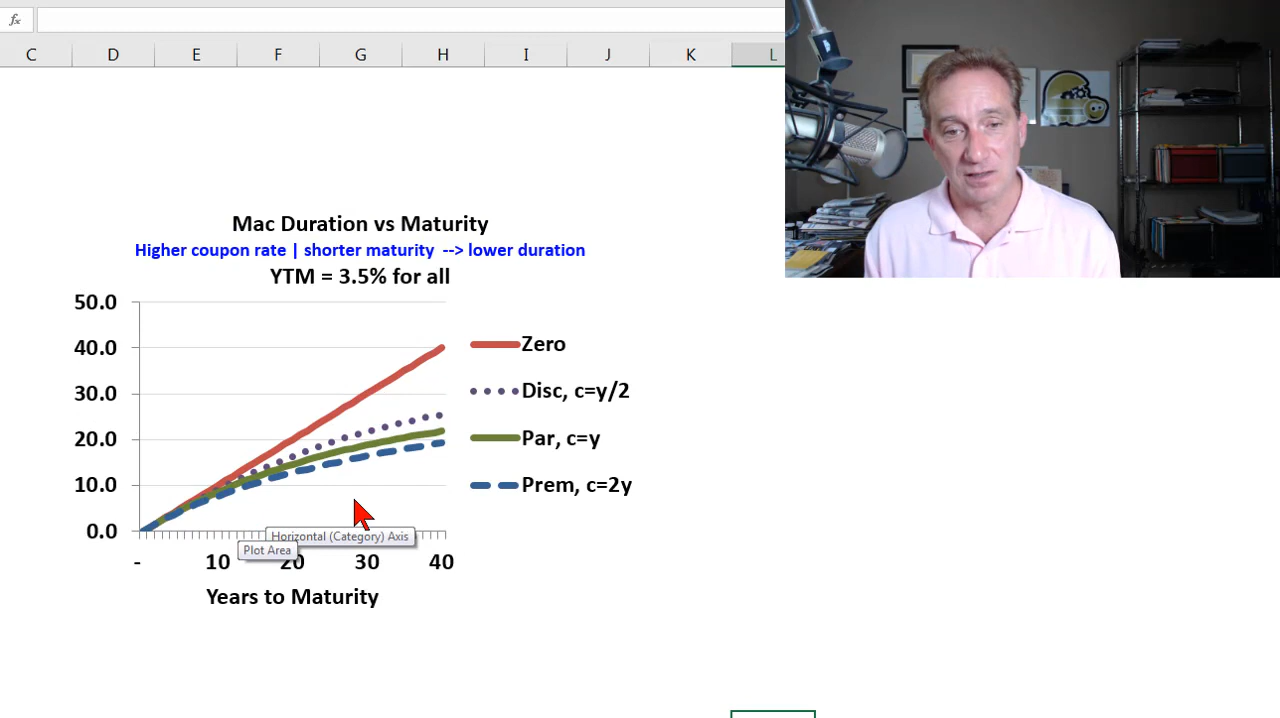 fx
C D E F G H I J K L
Mac Duration vs Maturity
Higher coupon rate | shorter maturity --> lower duration
YTM = 3.5% for all
50.0
40.0
30.0
20.0
10.0
0.0
Zero
Disc, c=y/2
Par, c=y
Prem, c=2y
Horizontal (Category) Axis
Plot Area
- 10 20 30 40
Years to Maturity